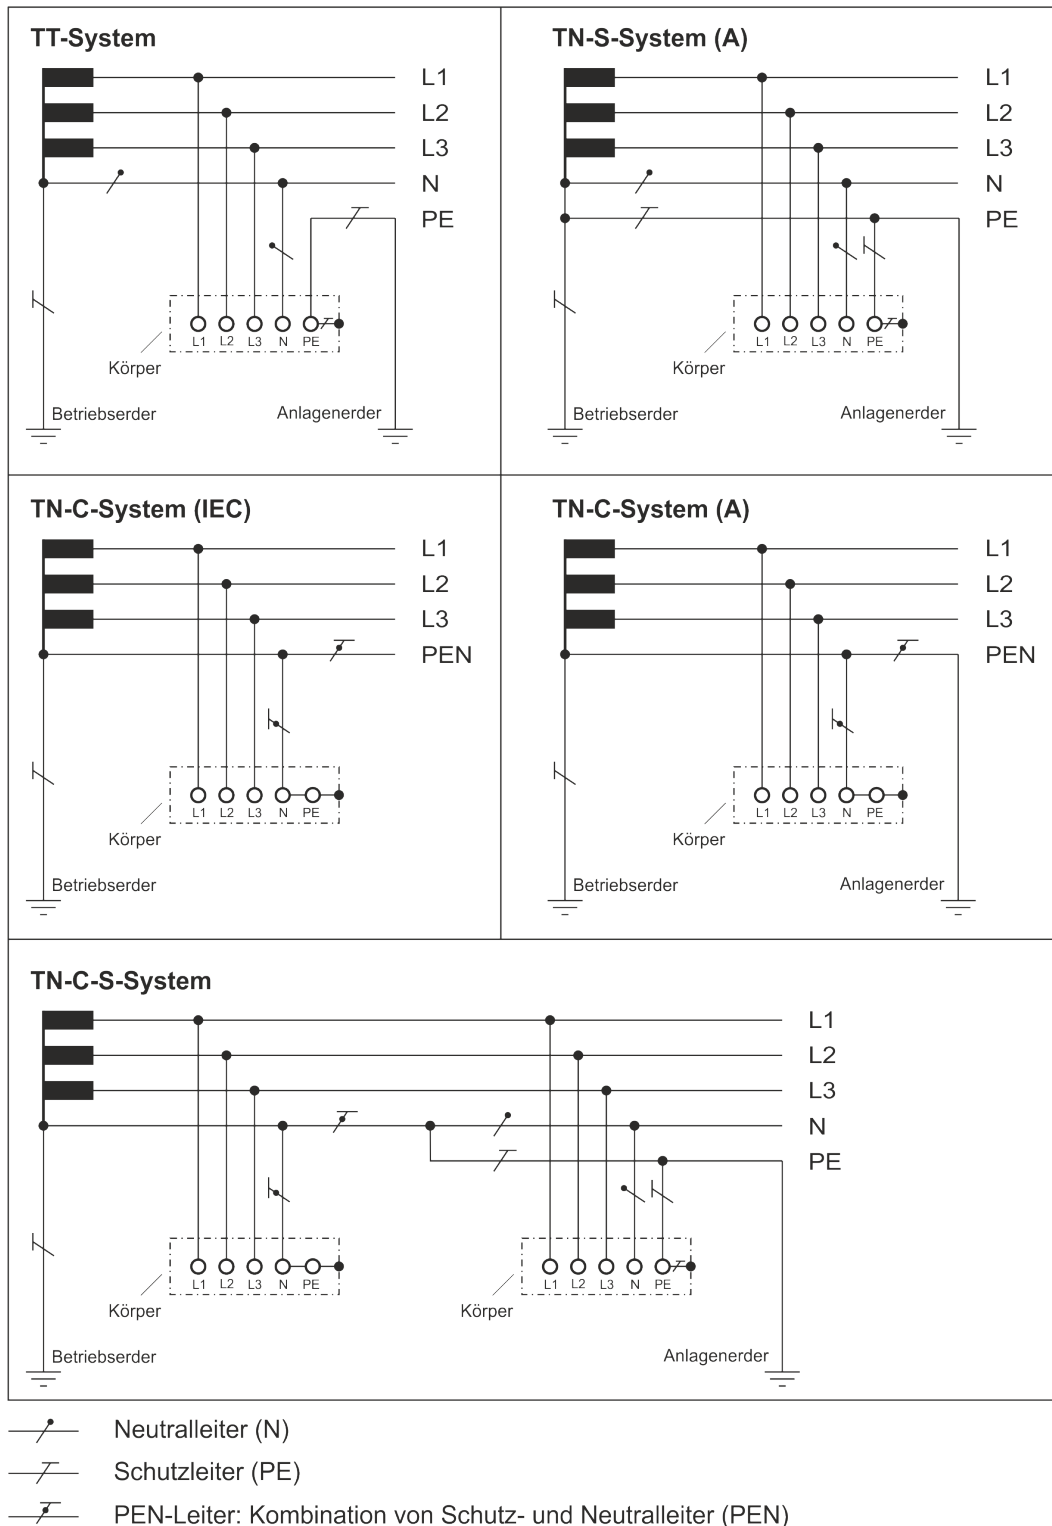 TT-System
L1
L2
L3
N
PE
L1 L2 L3 N PE
Körper
Betriebserder
Anlagenerder
TN-S-System (A)
L1
L2
L3
N
PE
L1 L2 L3 N PE
Körper
Betriebserder
Anlagenerder
TN-C-System (IEC)
L1
L2
L3
PEN
L1 L2 L3 N PE
Körper
Betriebserder
TN-C-System (A)
L1
L2
L3
PEN
L1 L2 L3 N PE
Körper
Betriebserder
Anlagenerder
TN-C-S-System
L1
L2
L3
N
PE
L1 L2 L3 N PE
Körper
L1 L2 L3 N PE
Körper
Betriebserder
Anlagenerder
Neutralleiter (N)
Schutzleiter (PE)
PEN-Leiter: Kombination von Schutz- und Neutralleiter (PEN)